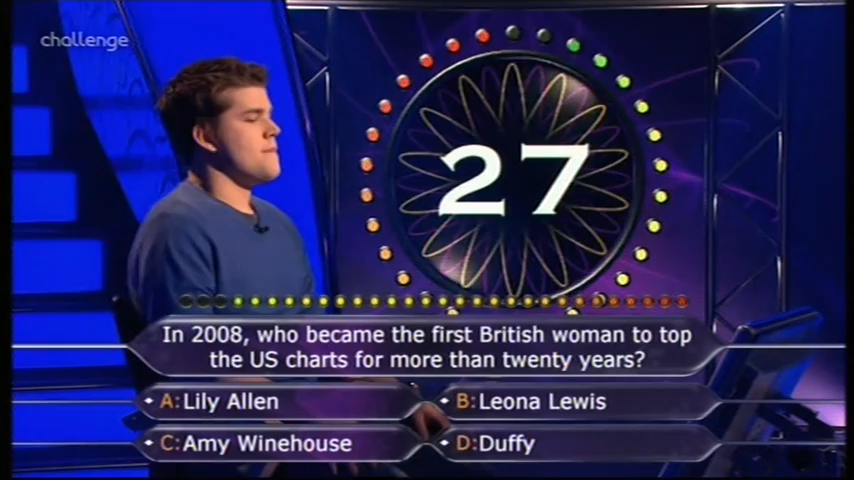 challenge
27
In 2008, who became the first British woman to top
the US charts for more than twenty years?
A: Lily Allen
B: Leona Lewis
C: Amy Winehouse
D: Duffy